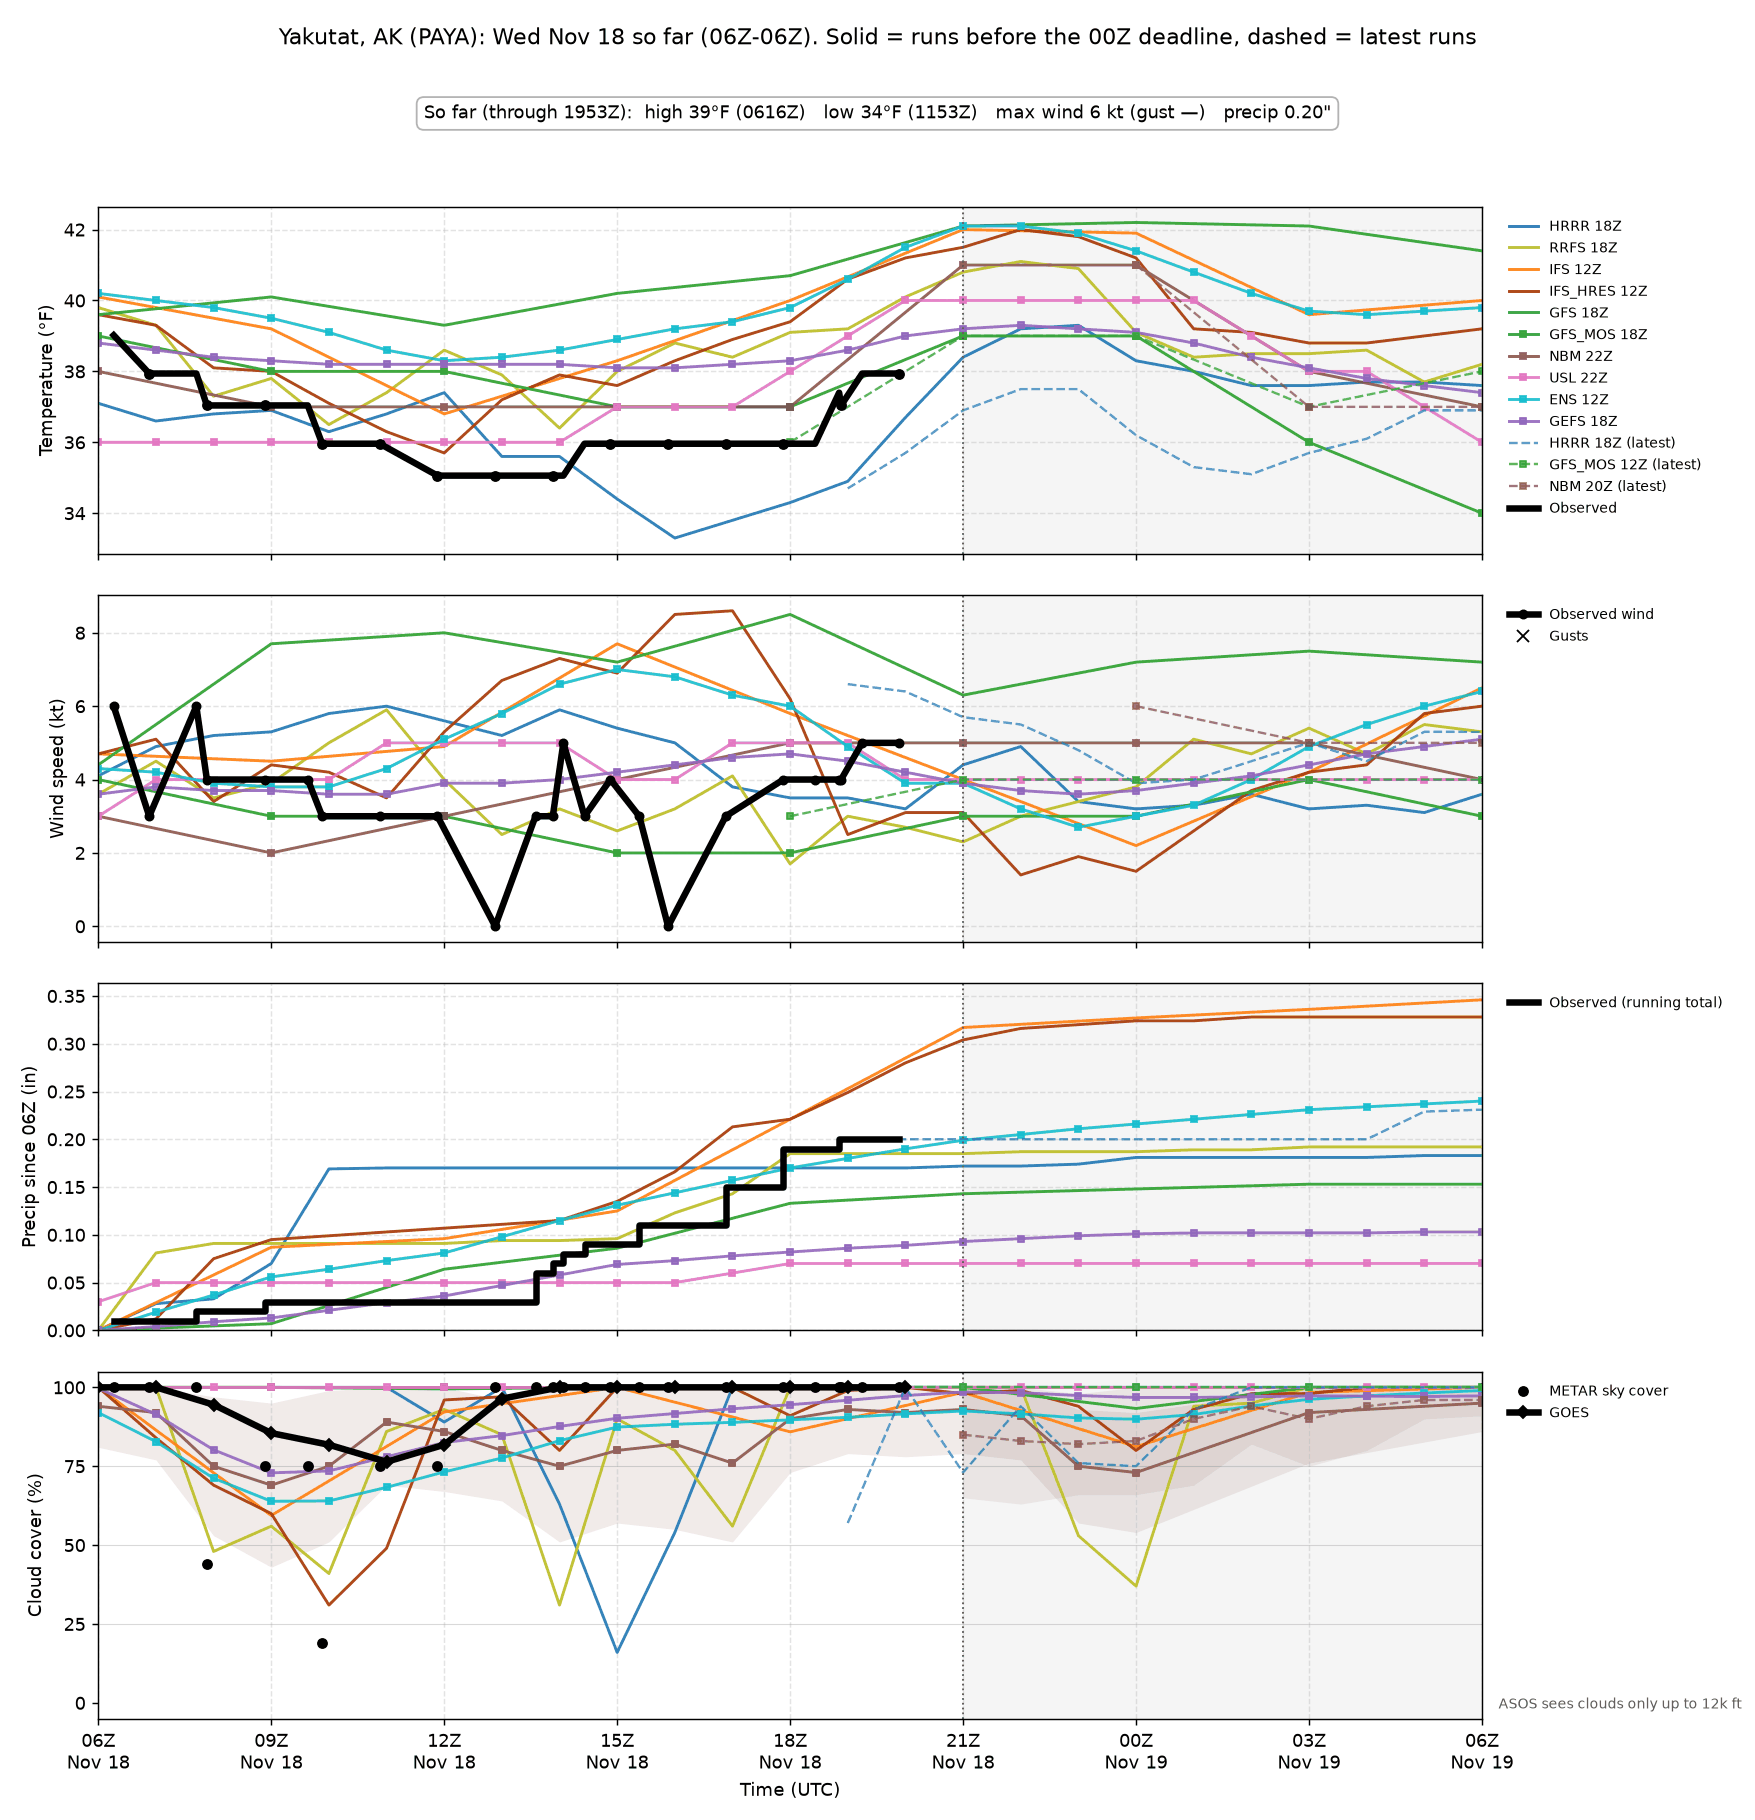 Yakutat, AK (PAYA): Wed Nov 18 so far (06Z-06Z). Solid = runs before the 00Z deadline, dashed = latest runs
So far (through 1953Z):  high 39°F (0616Z)   low 34°F (1153Z)   max wind 6 kt (gust —)   precip 0.20"
Temperature (°F)
42
40
38
36
34
HRRR 18Z
RRFS 18Z
IFS 12Z
IFS_HRES 12Z
GFS 18Z
GFS_MOS 18Z
NBM 22Z
USL 22Z
ENS 12Z
GEFS 18Z
HRRR 18Z (latest)
GFS_MOS 12Z (latest)
NBM 20Z (latest)
Observed
Wind speed (kt)
8
6
4
2
0
Observed wind
Gusts
Precip since 06Z (in)
0.35
0.30
0.25
0.20
0.15
0.10
0.05
0.00
Observed (running total)
Cloud cover (%)
100
75
50
25
0
METAR sky cover
GOES
ASOS sees clouds only up to 12k ft
06Z 09Z 12Z 15Z 18Z 21Z 00Z 03Z 06Z
Nov 18 Nov 18 Nov 18 Nov 18 Nov 18 Nov 18 Nov 19 Nov 19 Nov 19
Time (UTC)